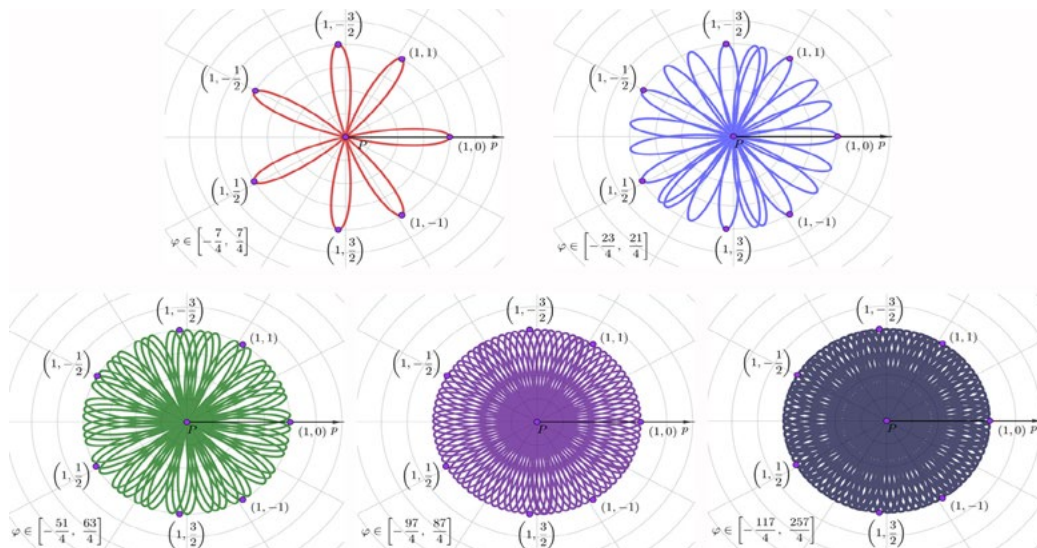 (1, -3/2)
(1, 1)
(1, -1/2)
P
(1, 0) p
(1, 1/2)
(1, -1)
(1, 3/2)
φ ∈ [-7/4, 7/4]
(1, -3/2)
(1, 1)
(1, -1/2)
P
(1, 0) p
(1, 1/2)
(1, -1)
(1, 3/2)
φ ∈ [-23/4, 21/4]
(1, -3/2)
(1, 1)
(1, -1/2)
P
(1, 0) p
(1, 1/2)
(1, -1)
(1, 3/2)
φ ∈ [-51/4, 63/4]
(1, -3/2)
(1, 1)
(1, -1/2)
P
(1, 0) p
(1, 1/2)
(1, -1)
(1, 3/2)
φ ∈ [-97/4, 87/4]
(1, -3/2)
(1, 1)
(1, -1/2)
P
(1, 0) p
(1, 1/2)
(1, -1)
(1, 3/2)
φ ∈ [-117/4, 257/4]